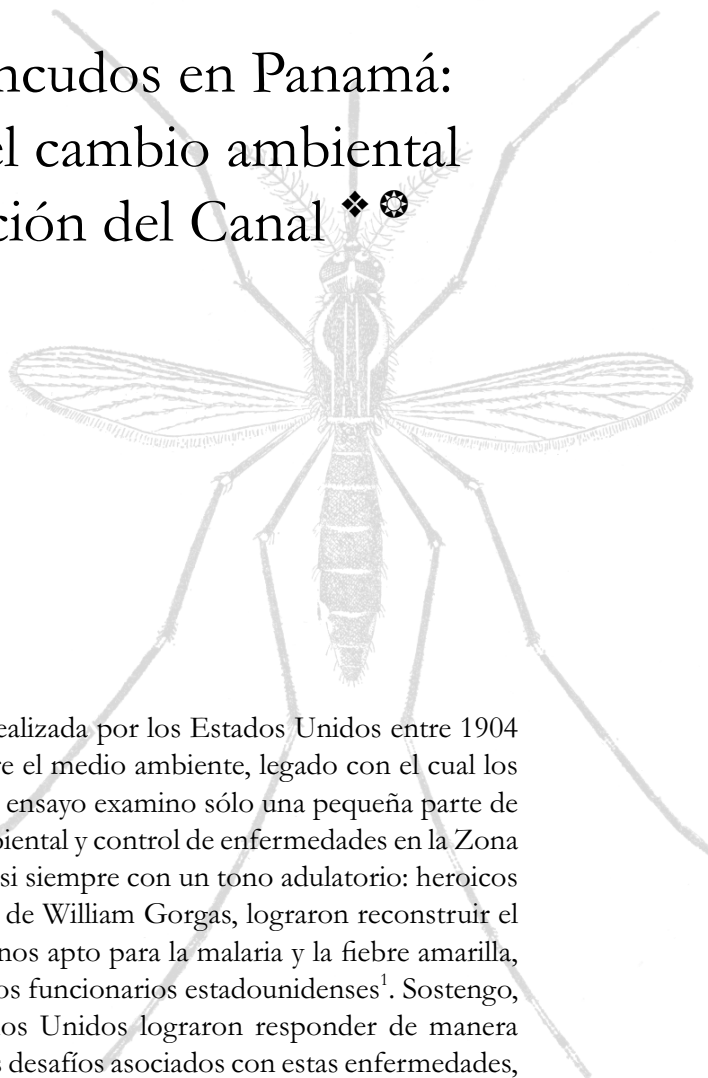 ncudos en Panamá:
el cambio ambiental
ción del Canal ❖ ❂
ealizada por los Estados Unidos entre 1904
re el medio ambiente, legado con el cual los
ensayo examino sólo una pequeña parte de
biental y control de enfermedades en la Zona
si siempre con un tono adulatorio: heroicos
de William Gorgas, lograron reconstruir el
nos apto para la malaria y la fiebre amarilla,
os funcionarios estadounidenses¹. Sostengo,
os Unidos lograron responder de manera
s desafíos asociados con estas enfermedades,